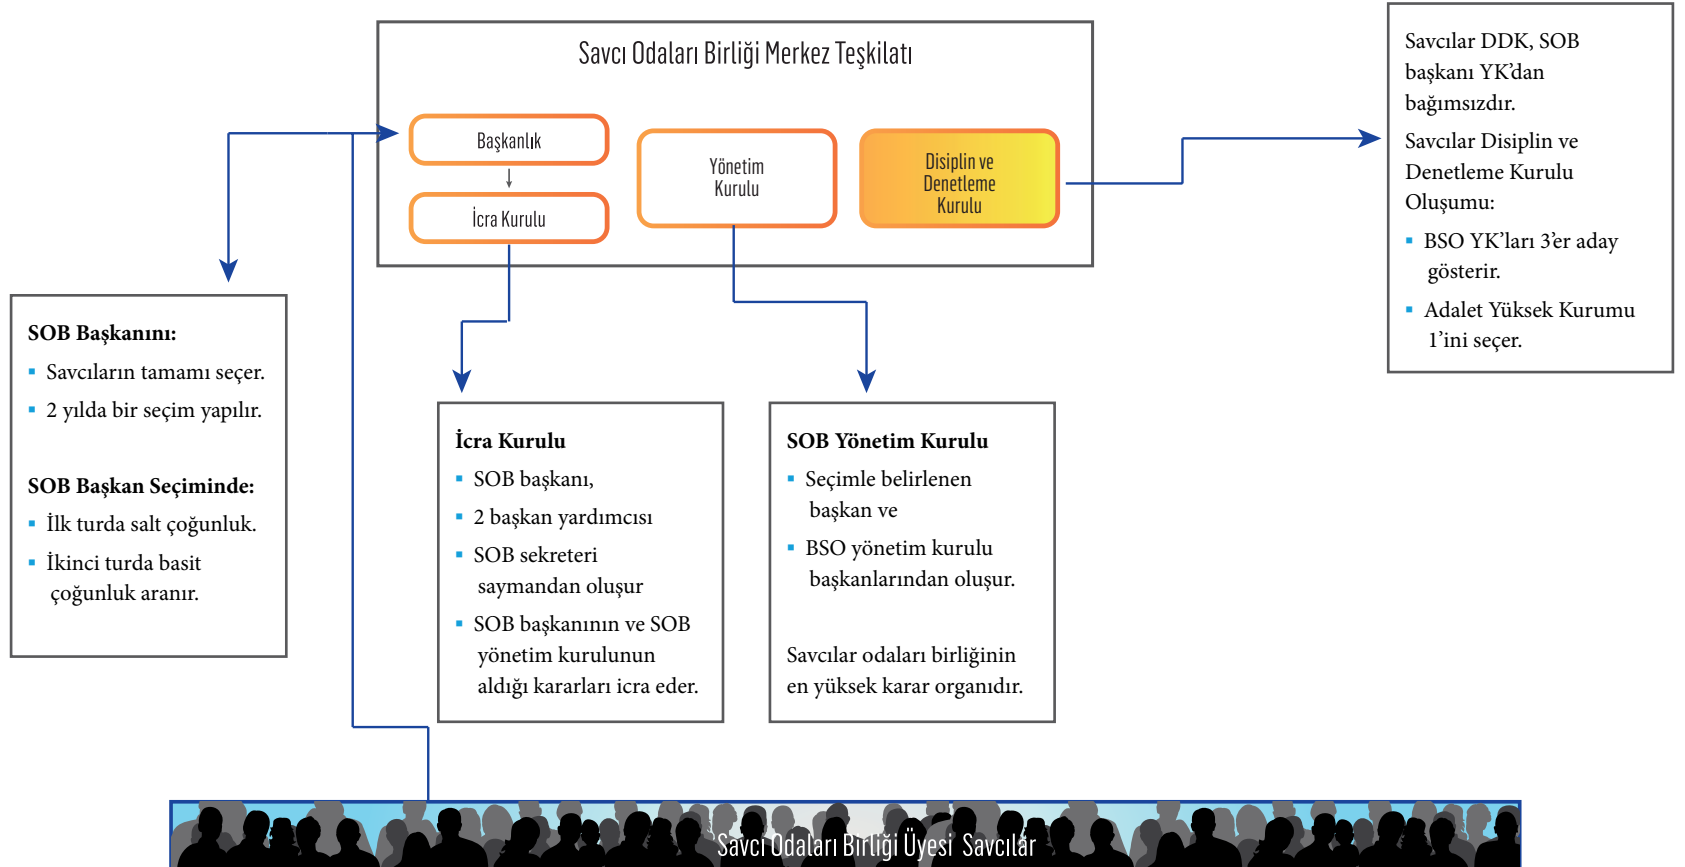 Savcı Odaları Birliği Merkez Teşkilatı
Başkanlık
İcra Kurulu
Yönetim
Kurulu
Disiplin ve
Denetleme
Kurulu
Savcılar DDK, SOB
başkanı YK’dan
bağımsızdır.
Savcılar Disiplin ve
Denetleme Kurulu
Oluşumu:
▪ BSO YK’ları 3’er aday
gösterir.
▪ Adalet Yüksek Kurumu
1’ini seçer.
SOB Başkanını:
▪ Savcıların tamamı seçer.
▪ 2 yılda bir seçim yapılır.
SOB Başkan Seçiminde:
▪ İlk turda salt çoğunluk.
▪ İkinci turda basit
çoğunluk aranır.
İcra Kurulu
▪ SOB başkanı,
▪ 2 başkan yardımcısı
▪ SOB sekreteri
saymandan oluşur
▪ SOB başkanının ve SOB
yönetim kurulunun
aldığı kararları icra eder.
SOB Yönetim Kurulu
▪ Seçimle belirlenen
başkan ve
▪ BSO yönetim kurulu
başkanlarından oluşur.
Savcılar odaları birliğinin
en yüksek karar organıdır.
Savcı Odaları Birliği Üyesi Savcılar